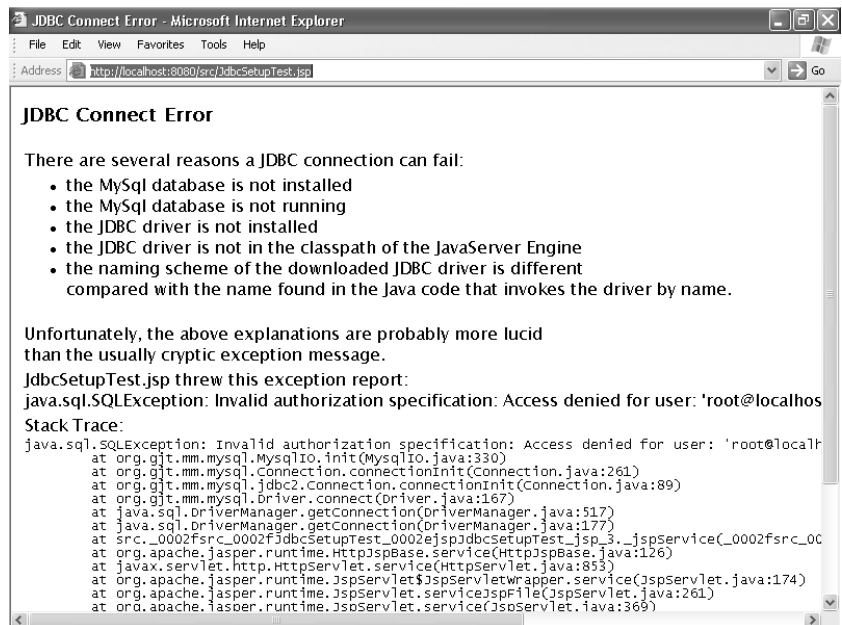 JDBC Connect Error - Microsoft Internet Explorer
File Edit View Favorites Tools Help
Address http://localhost:8080/src/JdbcSetupTest.jsp Go
JDBC Connect Error
There are several reasons a JDBC connection can fail:
• the MySql database is not installed
• the MySql database is not running
• the JDBC driver is not installed
• the JDBC driver is not in the classpath of the JavaServer Engine
• the naming scheme of the downloaded JDBC driver is different
compared with the name found in the Java code that invokes the driver by name.
Unfortunately, the above explanations are probably more lucid
than the usually cryptic exception message.
JdbcSetupTest.jsp threw this exception report:
java.sql.SQLException: Invalid authorization specification: Access denied for user: 'root@localhos
Stack Trace:
java.sql.SQLException: Invalid authorization specification: Access denied for user: 'root@localh
at org.gjt.mm.mysql.MysqlIO.init(MysqlIO.java:330)
at org.gjt.mm.mysql.Connection.connectionInit(Connection.java:261)
at org.gjt.mm.mysql.jdbc2.Connection.connectionInit(Connection.java:89)
at org.gjt.mm.mysql.Driver.connect(Driver.java:167)
at java.sql.DriverManager.getConnection(DriverManager.java:517)
at java.sql.DriverManager.getConnection(DriverManager.java:177)
at src._0002fsrc_0002fJdbcSetupTest_0002ejspJdbcSetupTest_jsp_3._jspService(_0002fsrc_00
at org.apache.jasper.runtime.HttpJspBase.service(HttpJspBase.java:126)
at javax.servlet.http.HttpServlet.service(HttpServlet.java:853)
at org.apache.jasper.runtime.JspServlet$JspServletWrapper.service(JspServlet.java:174)
at org.apache.jasper.runtime.JspServlet.serviceJspFile(JspServlet.java:261)
at org.apache.jasper.runtime.JspServlet.service(JspServlet.java:369)